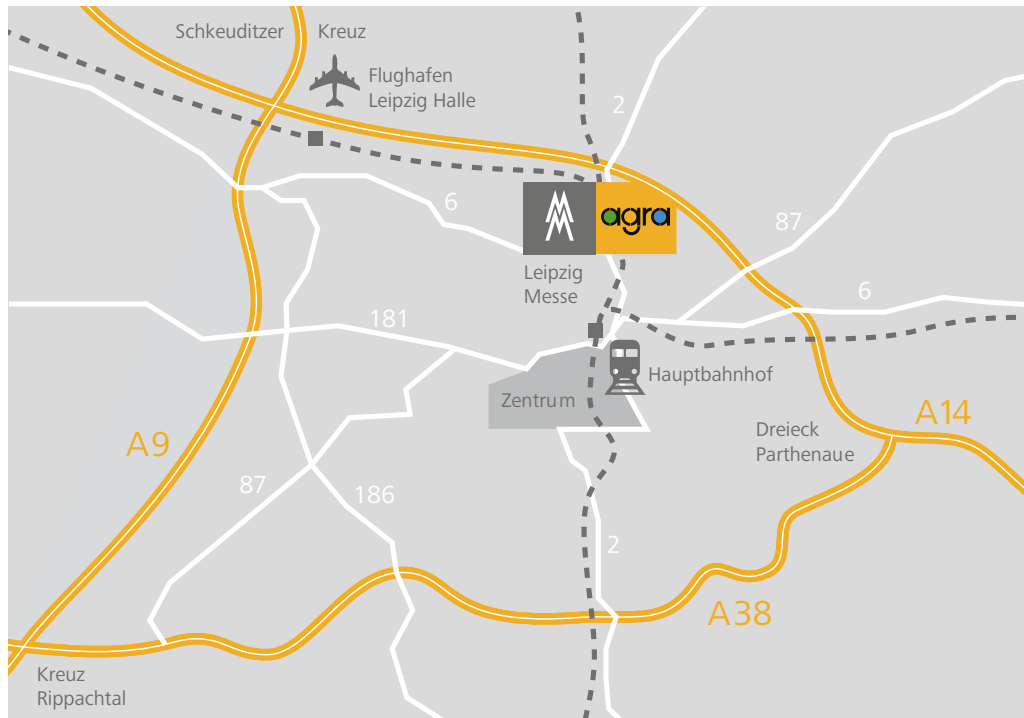 Schkeuditzer Kreuz
Flughafen
Leipzig Halle
2
6
agra
87
Leipzig
Messe
6
181
Hauptbahnhof
Zentrum
A9
A14
Dreieck
Parthenaue
87
186
2
A38
Kreuz
Rippachtal